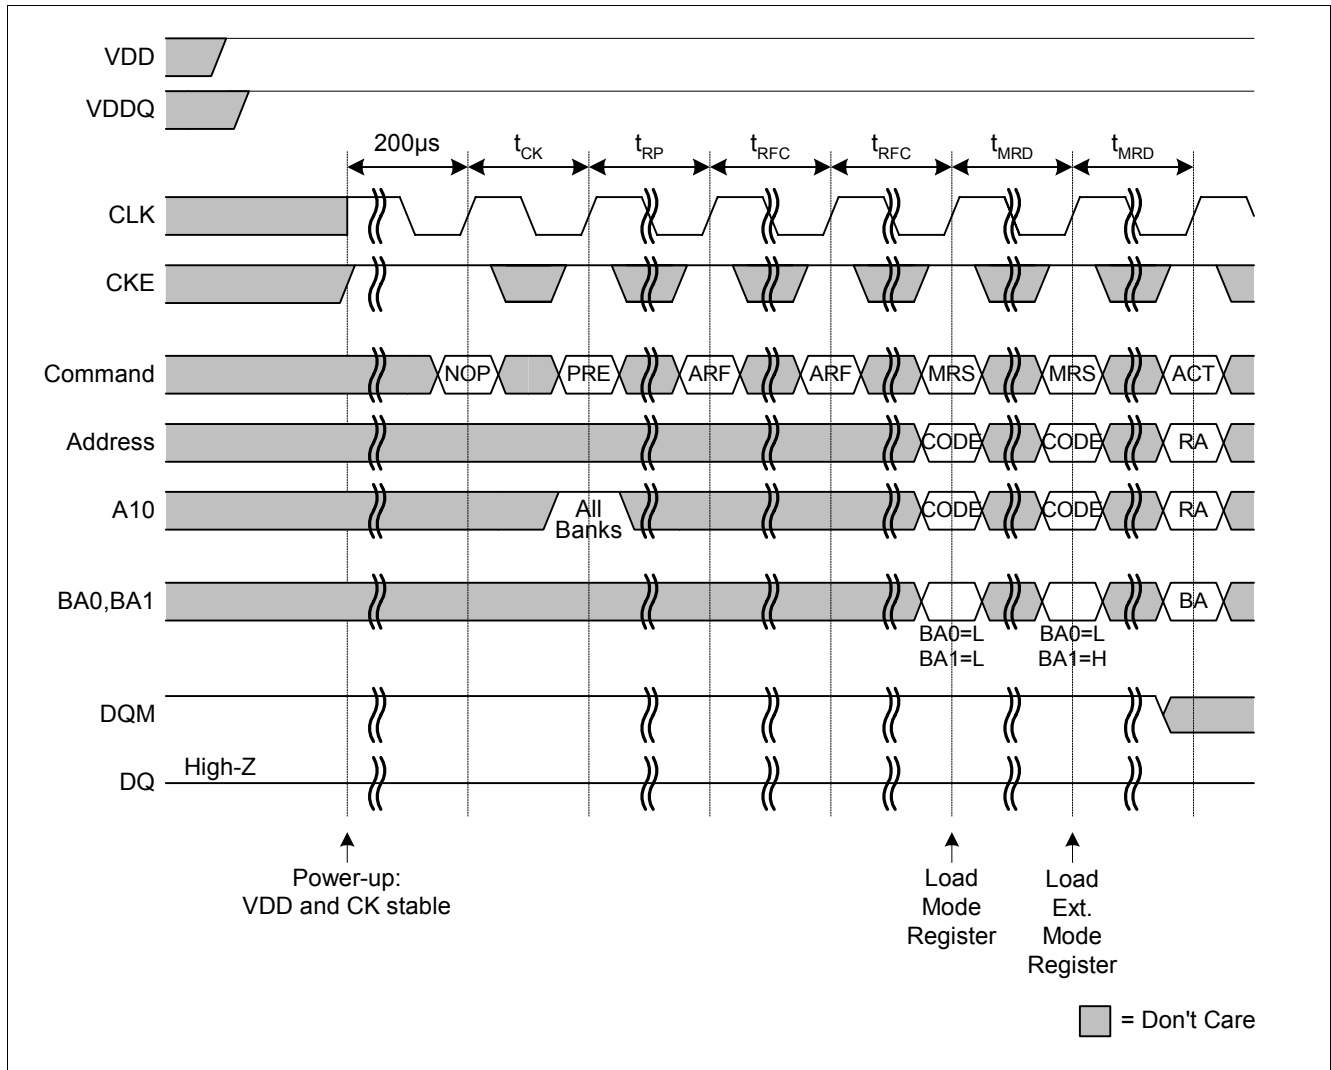 VDD
VDDQ
200µs tCK tRP tRFC tRFC tMRD tMRD
CLK
CKE
Command NOP PRE ARF ARF MRS MRS ACT
Address CODE CODE RA
A10 All Banks CODE CODE RA
BA0,BA1 BA
BA0=L BA0=L
BA1=L BA1=H
DQM
High-Z
DQ
Power-up:
VDD and CK stable
Load
Mode
Register
Load
Ext.
Mode
Register
= Don't Care